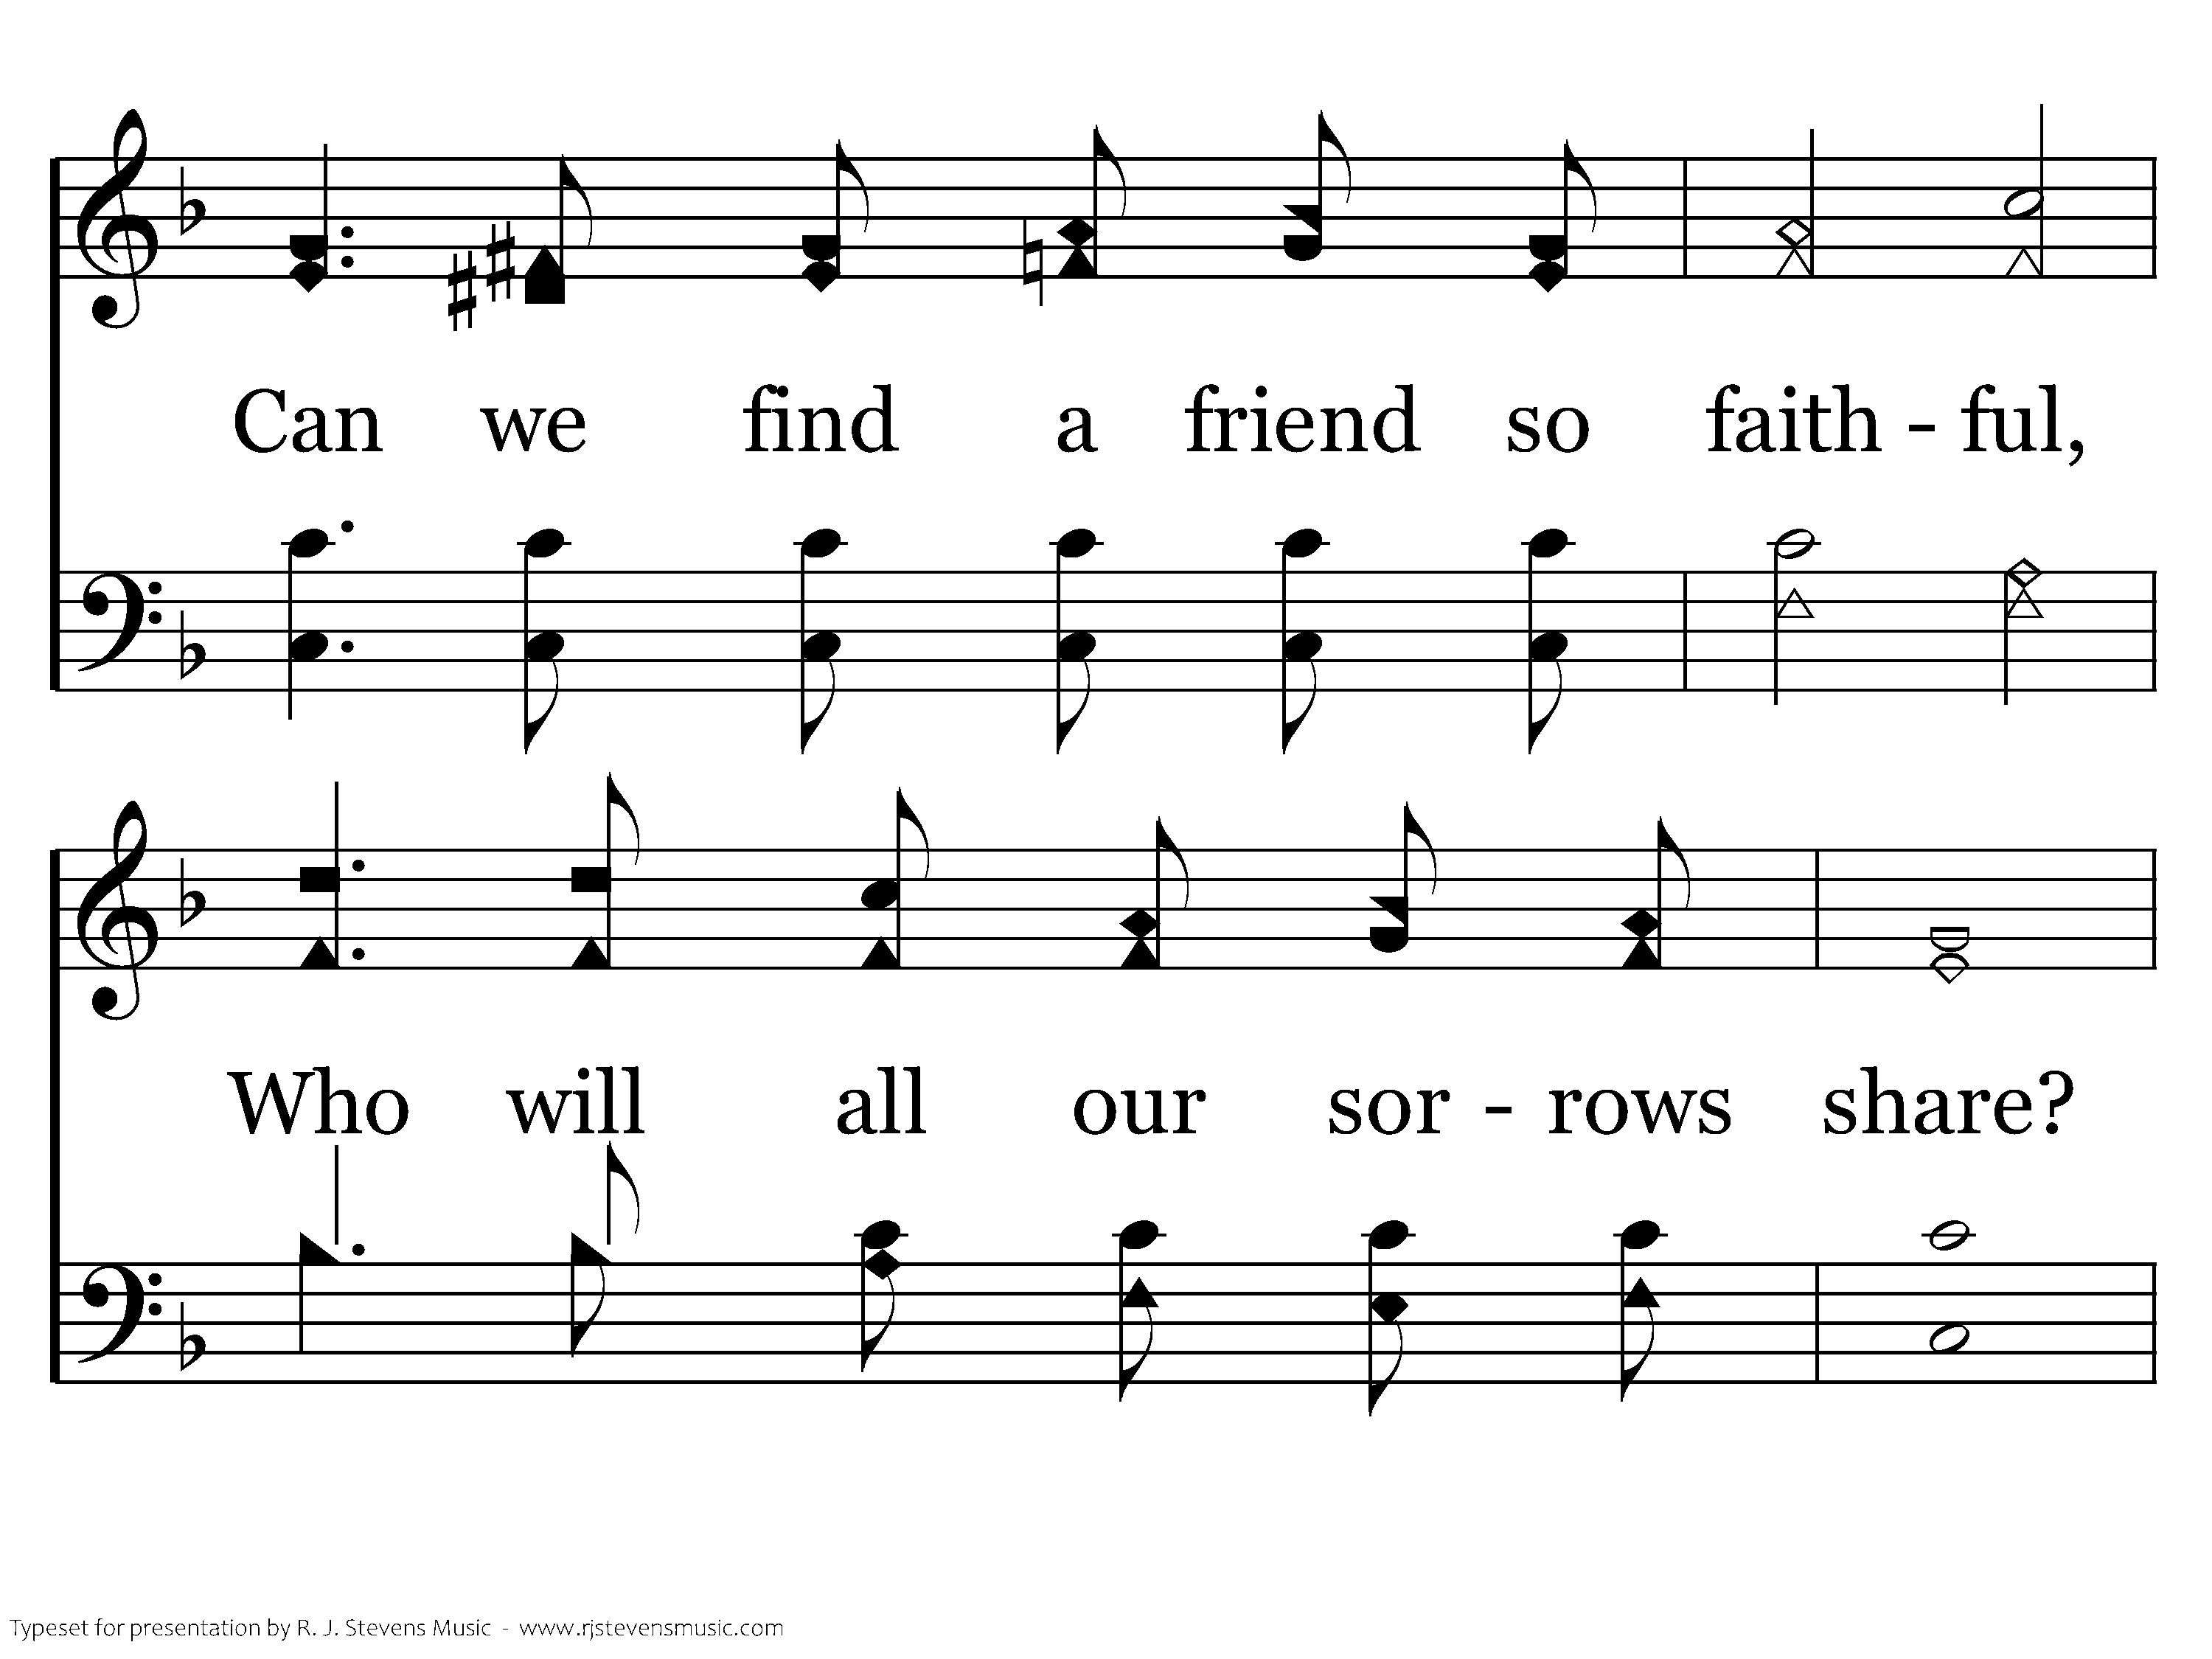 Can we find a friend so faith - ful,
Who will all our sor - rows share?
Typeset for presentation by R. J. Stevens Music - www.rjstevensmusic.com